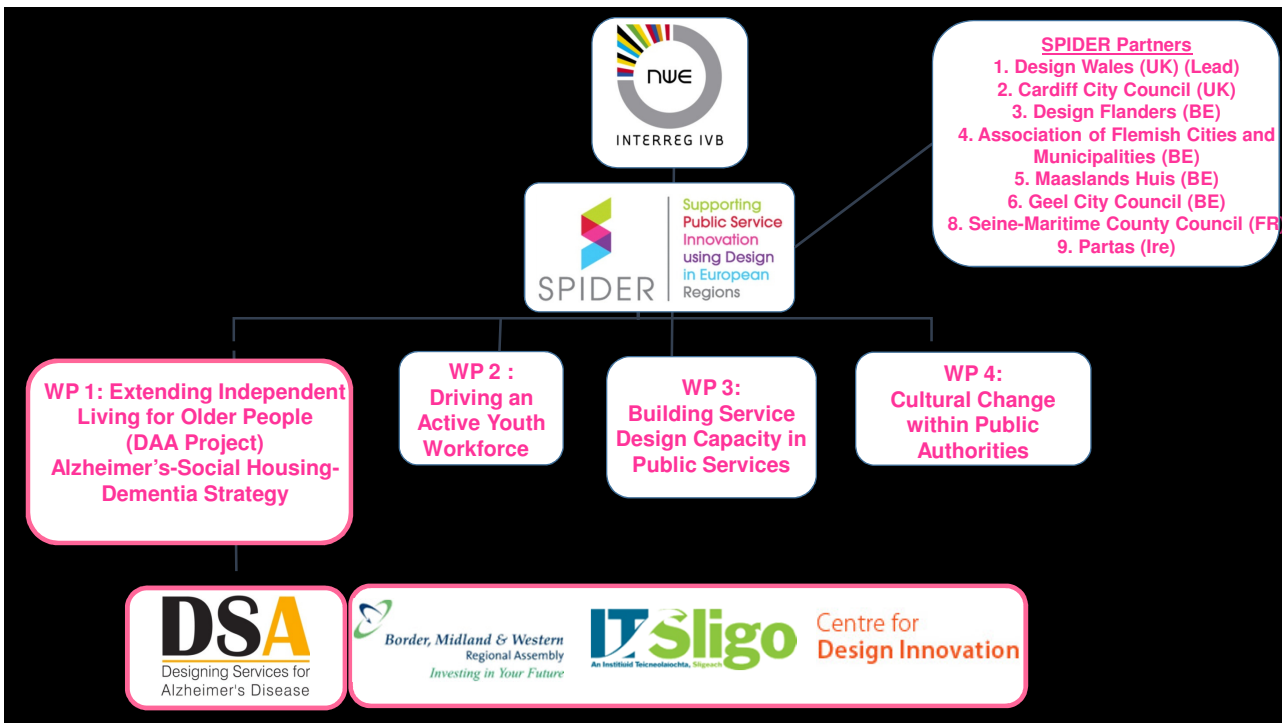 nwe
INTERREG IVB
SPIDER Partners
1. Design Wales (UK) (Lead)
2. Cardiff City Council (UK)
3. Design Flanders (BE)
4. Association of Flemish Cities and
Municipalities (BE)
5. Maaslands Huis (BE)
6. Geel City Council (BE)
8. Seine-Maritime County Council (FR)
9. Partas (Ire)
SPIDER
Supporting
Public Service
Innovation
using Design
in European
Regions
WP 1: Extending Independent
Living for Older People
(DAA Project)
Alzheimer’s-Social Housing-
Dementia Strategy
WP 2 :
Driving an
Active Youth
Workforce
WP 3:
Building Service
Design Capacity in
Public Services
WP 4:
Cultural Change
within Public
Authorities
DSA
Designing Services for
Alzheimer's Disease
Border, Midland & Western
Regional Assembly
Investing in Your Future
IT Sligo
An Institiúid Teicneolaíochta, Sligeach
Centre for
Design Innovation